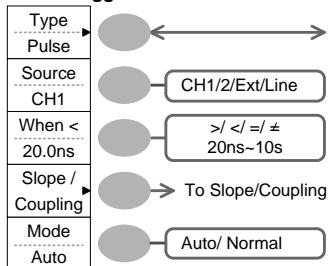 Type
Pulse
Source
CH1
CH1/2/Ext/Line
When <
20.0ns
>/ </ =/ ≠
20ns~10s
Slope /
Coupling
To Slope/Coupling
Mode
Auto
Auto/ Normal